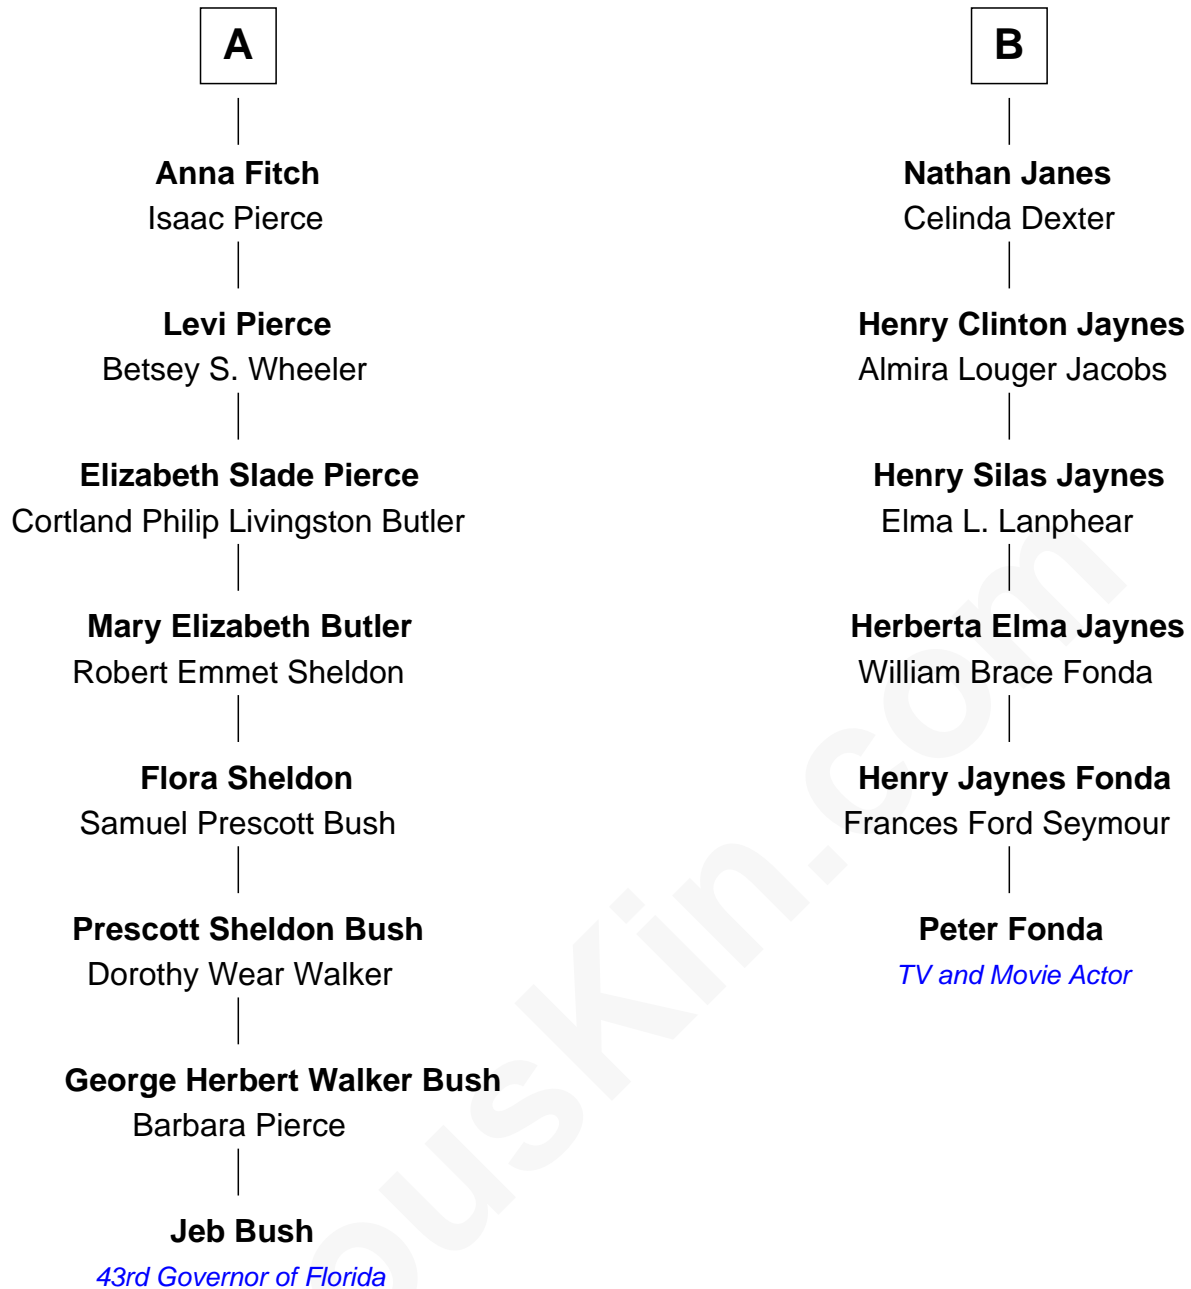 A
Anna Fitch
Isaac Pierce
Levi Pierce
Betsey S. Wheeler
Elizabeth Slade Pierce
Cortland Philip Livingston Butler
Mary Elizabeth Butler
Robert Emmet Sheldon
Flora Sheldon
Samuel Prescott Bush
Prescott Sheldon Bush
Dorothy Wear Walker
George Herbert Walker Bush
Barbara Pierce
Jeb Bush
43rd Governor of Florida
B
Nathan Janes
Celinda Dexter
Henry Clinton Jaynes
Almira Louger Jacobs
Henry Silas Jaynes
Elma L. Lanphear
Herberta Elma Jaynes
William Brace Fonda
Henry Jaynes Fonda
Frances Ford Seymour
Peter Fonda
TV and Movie Actor
ousKin.com